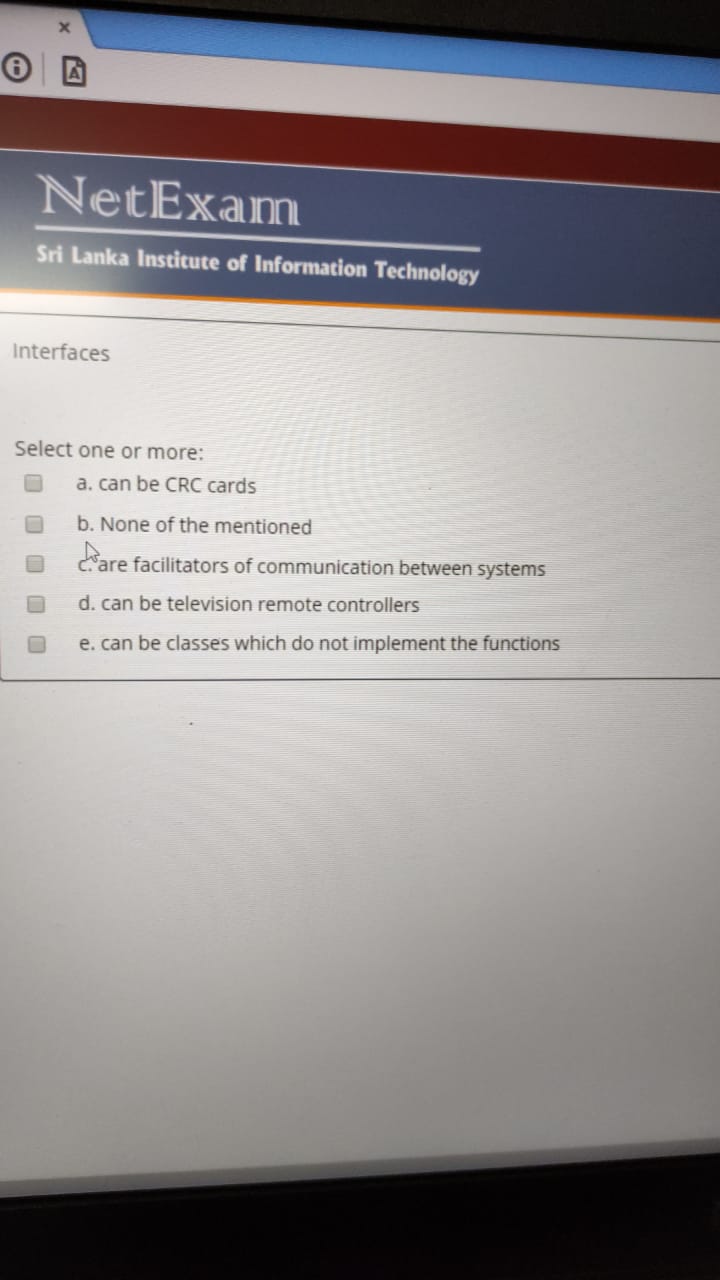 NetExam
Sri Lanka Institute of Information Technology
Interfaces
Select one or more:
a. can be CRC cards
b. None of the mentioned
c. are facilitators of communication between systems
d. can be television remote controllers
e. can be classes which do not implement the functions